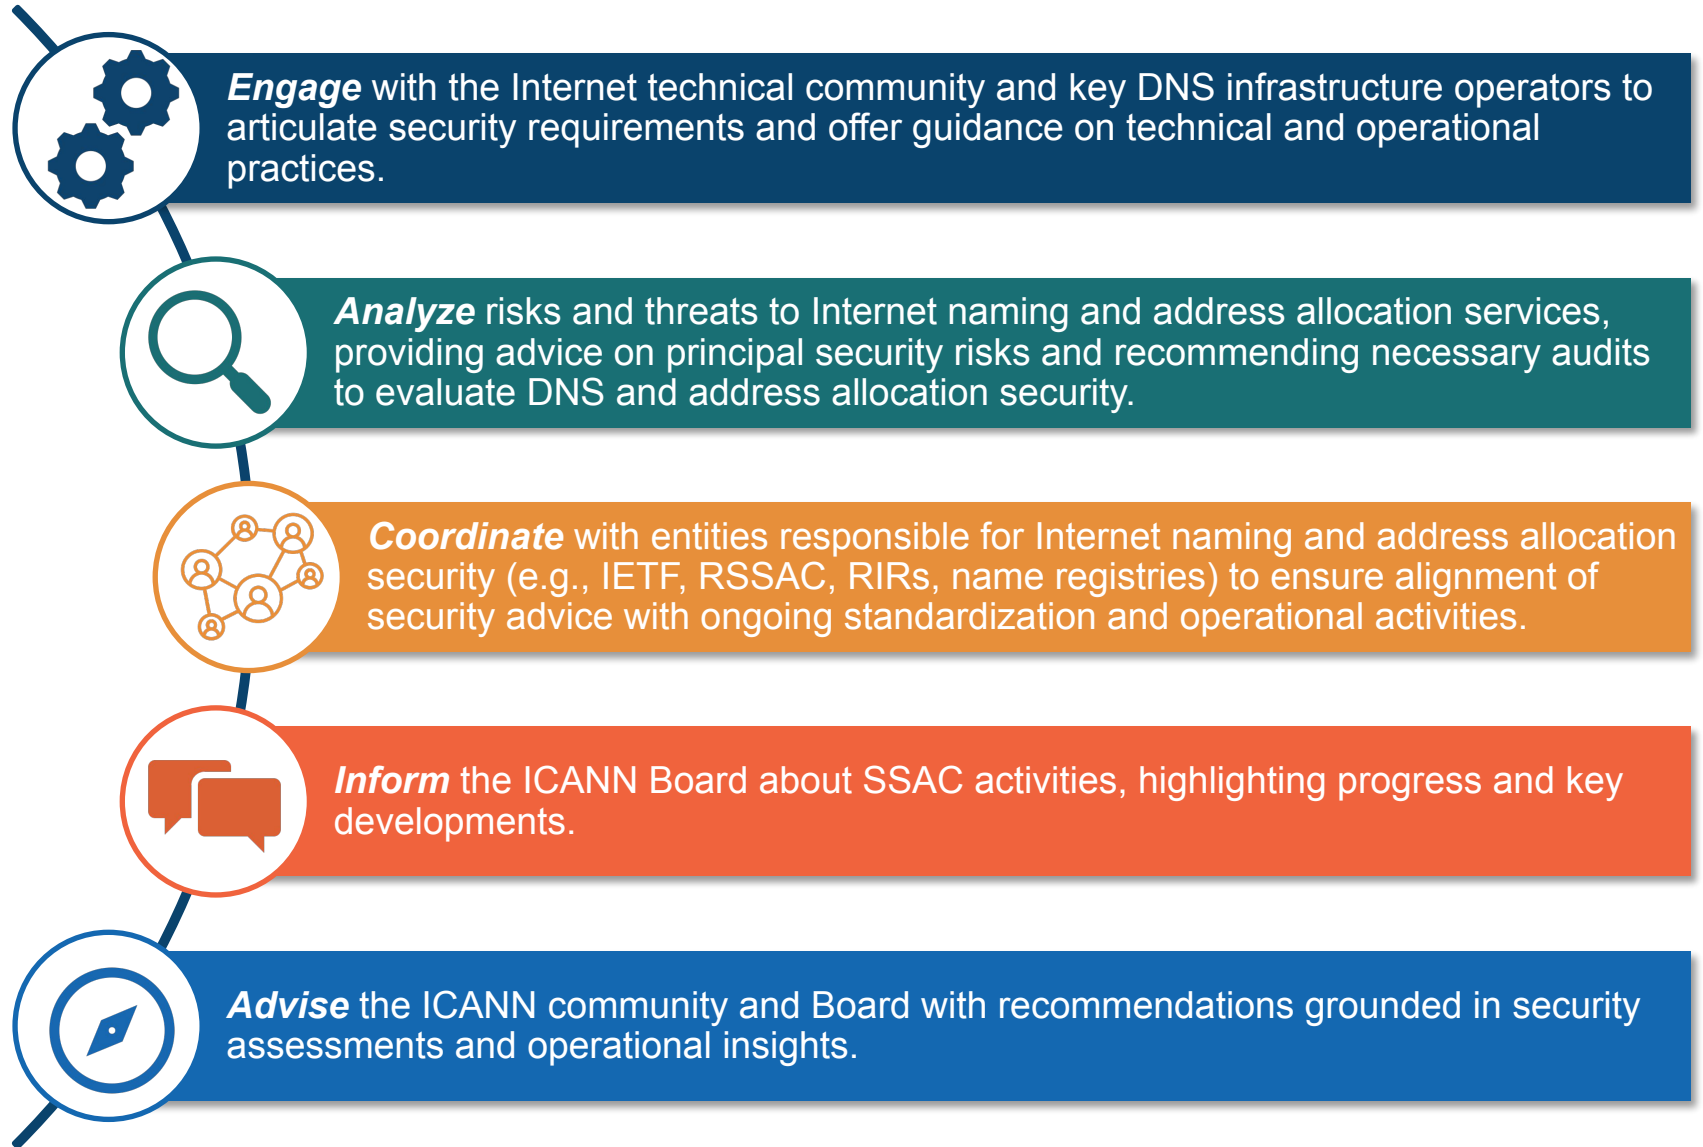 Engage with the Internet technical community and key DNS infrastructure operators to
articulate security requirements and offer guidance on technical and operational
practices.
Analyze risks and threats to Internet naming and address allocation services,
providing advice on principal security risks and recommending necessary audits
to evaluate DNS and address allocation security.
Coordinate with entities responsible for Internet naming and address allocation
security (e.g., IETF, RSSAC, RIRs, name registries) to ensure alignment of
security advice with ongoing standardization and operational activities.
Inform the ICANN Board about SSAC activities, highlighting progress and key
developments.
Advise the ICANN community and Board with recommendations grounded in security
assessments and operational insights.